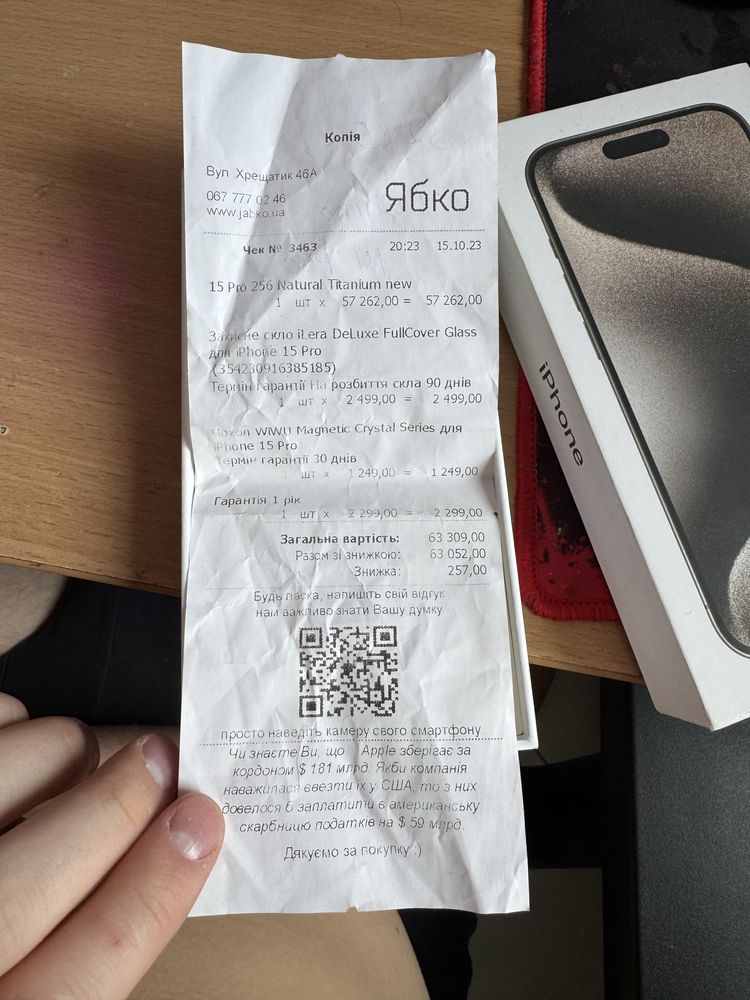 Копія
Вул Хрещатик 46А
067 777 02 46
www.jabko.ua
Ябко
Чек № 3463 20:23 15.10.23
15 Pro 256 Natural Titanium new
1 шт x 57 262,00 = 57 262,00
Захисне скло iLera DeLuxe FullCover Glass
для iPhone 15 Pro
(354230916385185)
Термін гарантії На розбиття скла 90 днів
1 шт x 2 499,00 = 2 499,00
Чохол WIWU Magnetic Crystal Series для
iPhone 15 Pro
Термін гарантії 30 днів
1 шт x 1 249,00 = 1 249,00
Гарантія 1 рік
1 шт x 2 299,00 = 2 299,00
Загальна вартість: 63 309,00
Разом зі знижкою: 63 052,00
Знижка: 257,00
Будь ласка, напишіть свій відгук
нам важливо знати Вашу думку
просто наведіть камеру свого смартфону
Чи знаєте Ви, що Apple зберігає за
кордоном $ 181 млрд. Якби компанія
наважилася ввезти їх у США, то з них
довелося б заплатити в американську
скарбницю податків на $ 59 млрд.
Дякуємо за покупку :)
iPhone